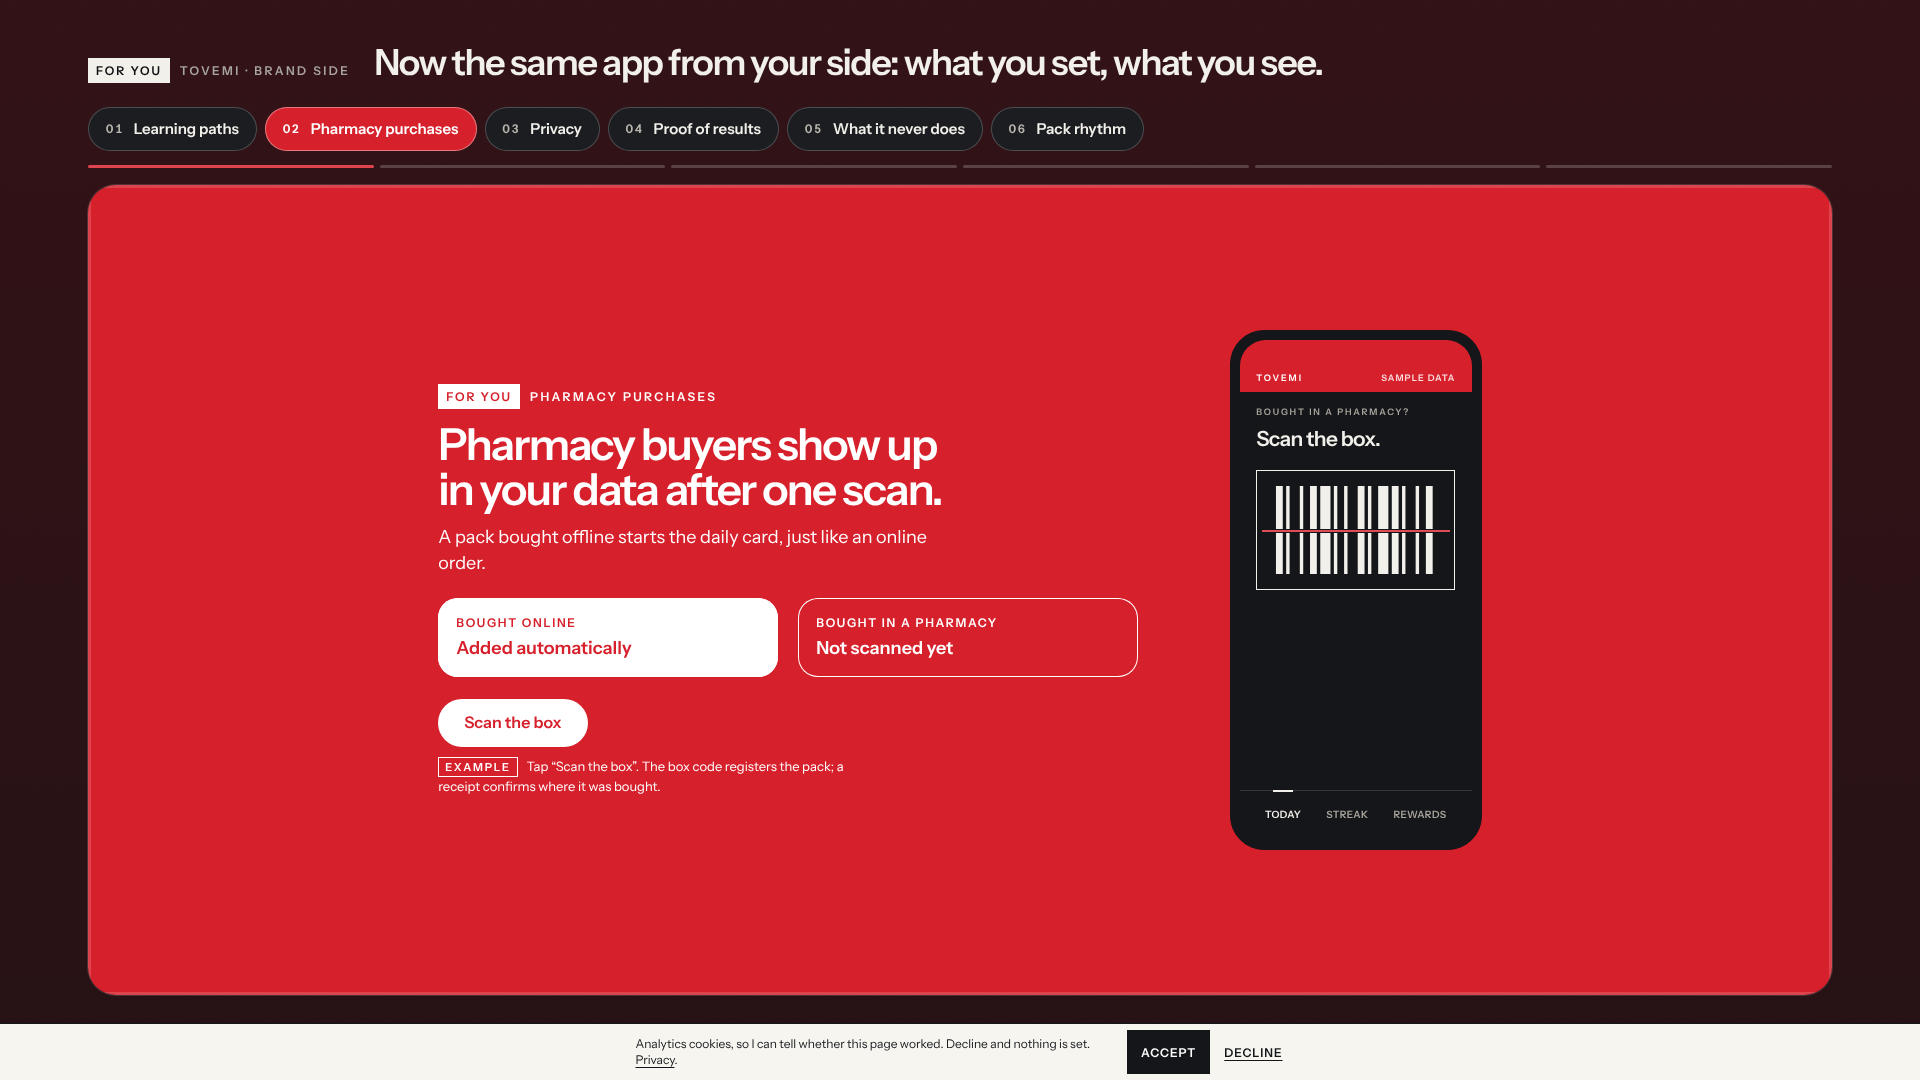 FOR YOU TOVEMI · BRAND SIDE Now the same app from your side: what you set, what you see.
01 Learning paths 02 Pharmacy purchases 03 Privacy 04 Proof of results 05 What it never does 06 Pack rhythm
FOR YOU PHARMACY PURCHASES
Pharmacy buyers show up
in your data after one scan.
A pack bought offline starts the daily card, just like an online
order.
BOUGHT ONLINE
Added automatically
BOUGHT IN A PHARMACY
Not scanned yet
Scan the box
EXAMPLE Tap “Scan the box”. The box code registers the pack; a
receipt confirms where it was bought.
TOVEMI SAMPLE DATA
BOUGHT IN A PHARMACY?
Scan the box.
TODAY STREAK REWARDS
Analytics cookies, so I can tell whether this page worked. Decline and nothing is set.
Privacy.
ACCEPT DECLINE